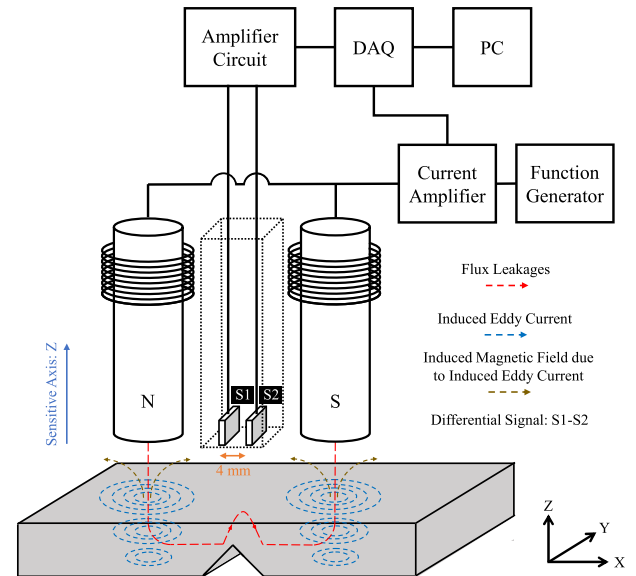 Amplifier
Circuit
DAQ
PC
Current
Amplifier
Function
Generator
Flux Leakages
Induced Eddy Current
Induced Magnetic Field due
to Induced Eddy Current
Differential Signal: S1-S2
Sensitive Axis: Z
N
S1
S2
S
4 mm
Z
Y
X